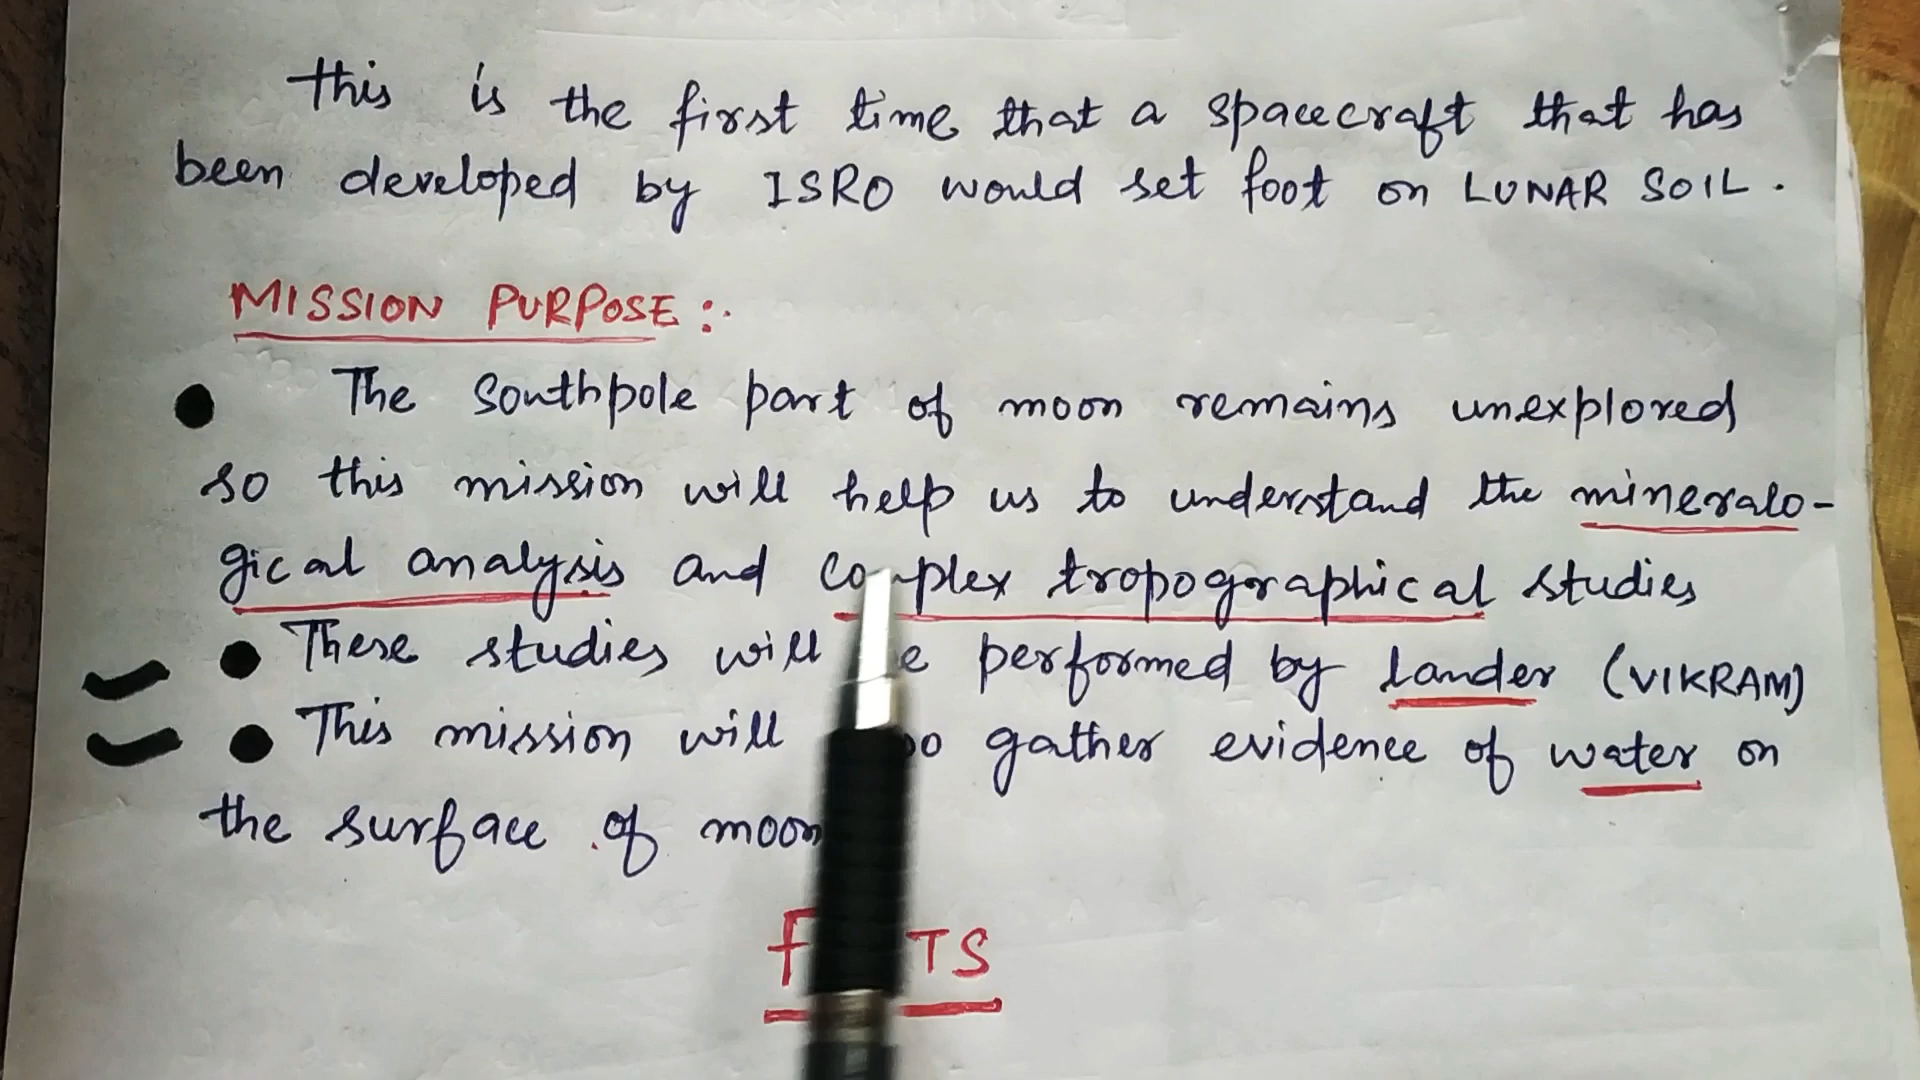 This is the first time that a spacecraft that has
been developed by ISRO would set foot on LUNAR SOIL.
MISSION PURPOSE :-
● The Southpole part of moon remains unexplored
so this mission will help us to understand the mineralo-
gical analysis and complex tropographical studies
● These studies will be performed by lander (VIKRAM)
● This mission will gather evidence of water on
the surface of moon